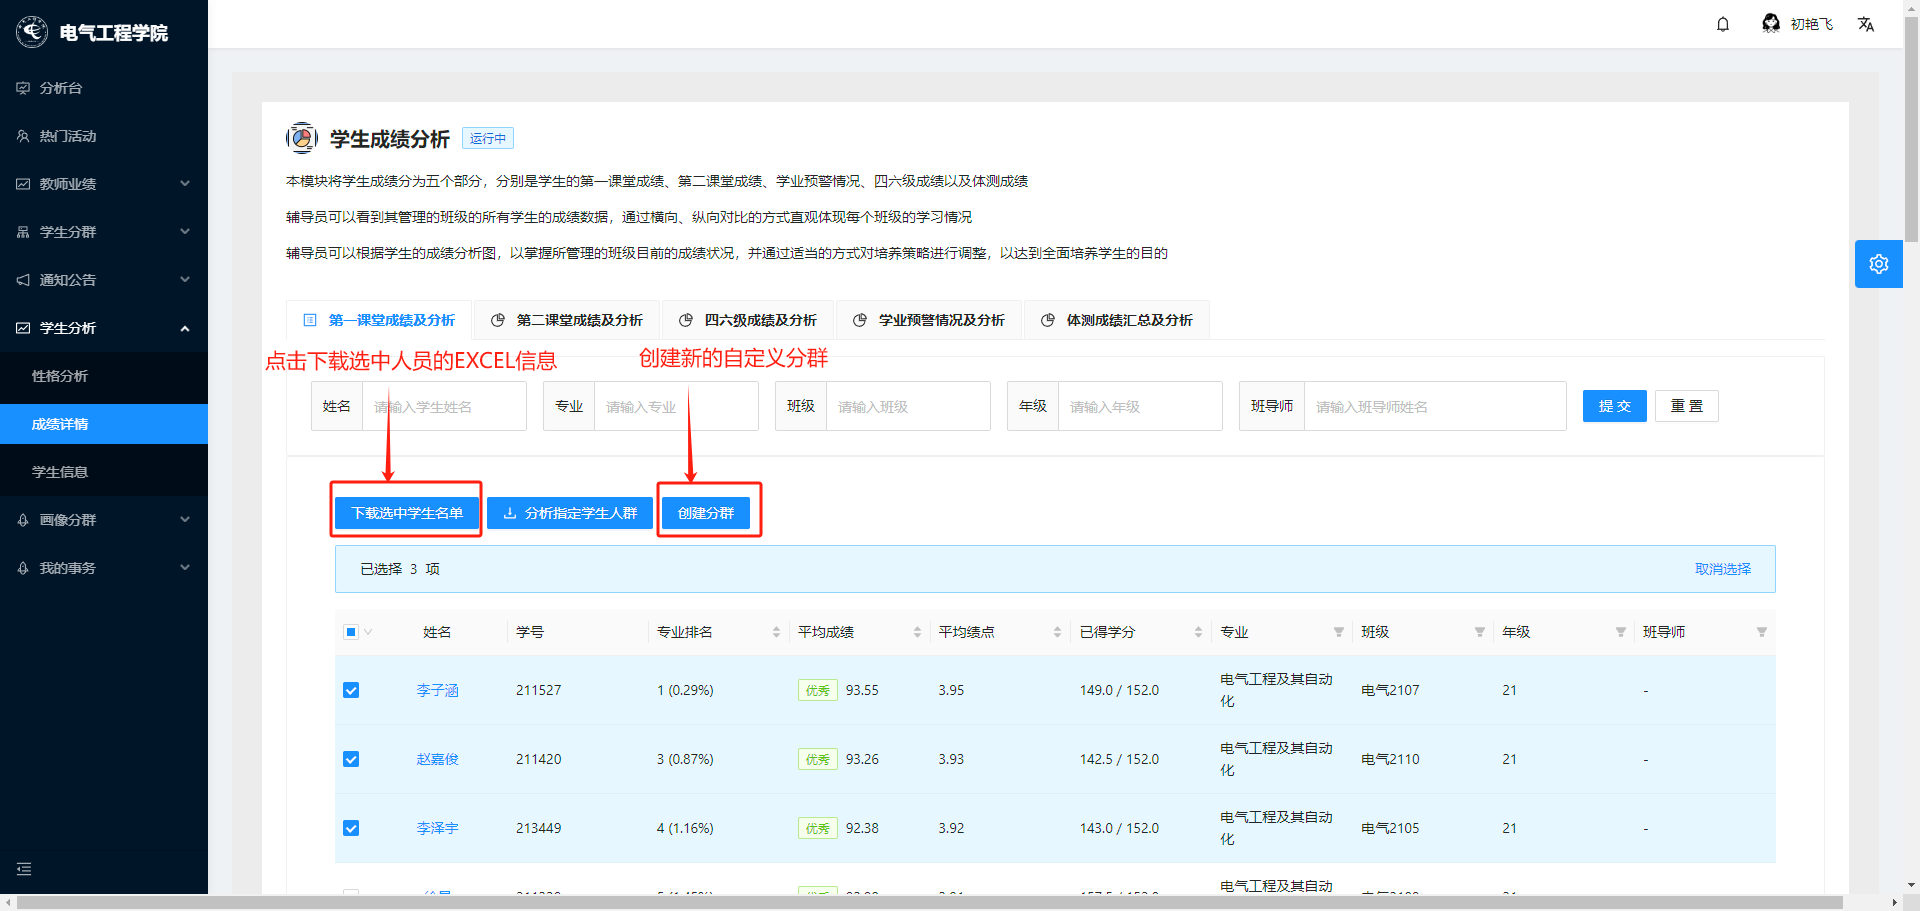 电气工程学院
初艳飞
分析台
热门活动
教师业绩
学生分群
通知公告
学生分析
性格分析
成绩详情
学生信息
画像分群
我的事务
学生成绩分析 运行中
本模块将学生成绩分为五个部分，分别是学生的第一课堂成绩、第二课堂成绩、学业预警情况、四六级成绩以及体测成绩
辅导员可以看到其管理的班级的所有学生的成绩数据，通过横向、纵向对比的方式直观体现每个班级的学习情况
辅导员可以根据学生的成绩分析图，以掌握所管理的班级目前的成绩状况，并通过适当的方式对培养策略进行调整，以达到全面培养学生的目的
第一课堂成绩及分析 第二课堂成绩及分析 四六级成绩及分析 学业预警情况及分析 体测成绩汇总及分析
点击下载选中人员的EXCEL信息 创建新的自定义分群
姓名 请输入学生姓名 专业 请输入专业 班级 请输入班级 年级 请输入年级 班导师 请输入班导师姓名 提交 重置
下载选中学生名单 分析指定学生人群 创建分群
已选择 3 项 取消选择
姓名 学号 专业排名 平均成绩 平均绩点 已得学分 专业 班级 年级 班导师
李子涵 211527 1 (0.29%) 优秀 93.55 3.95 149.0 / 152.0 电气工程及其自动化 电气2107 21 -
赵嘉俊 211420 3 (0.87%) 优秀 93.26 3.93 142.5 / 152.0 电气工程及其自动化 电气2110 21 -
李泽宇 213449 4 (1.16%) 优秀 92.38 3.92 143.0 / 152.0 电气工程及其自动化 电气2105 21 -
电气工程及其自动